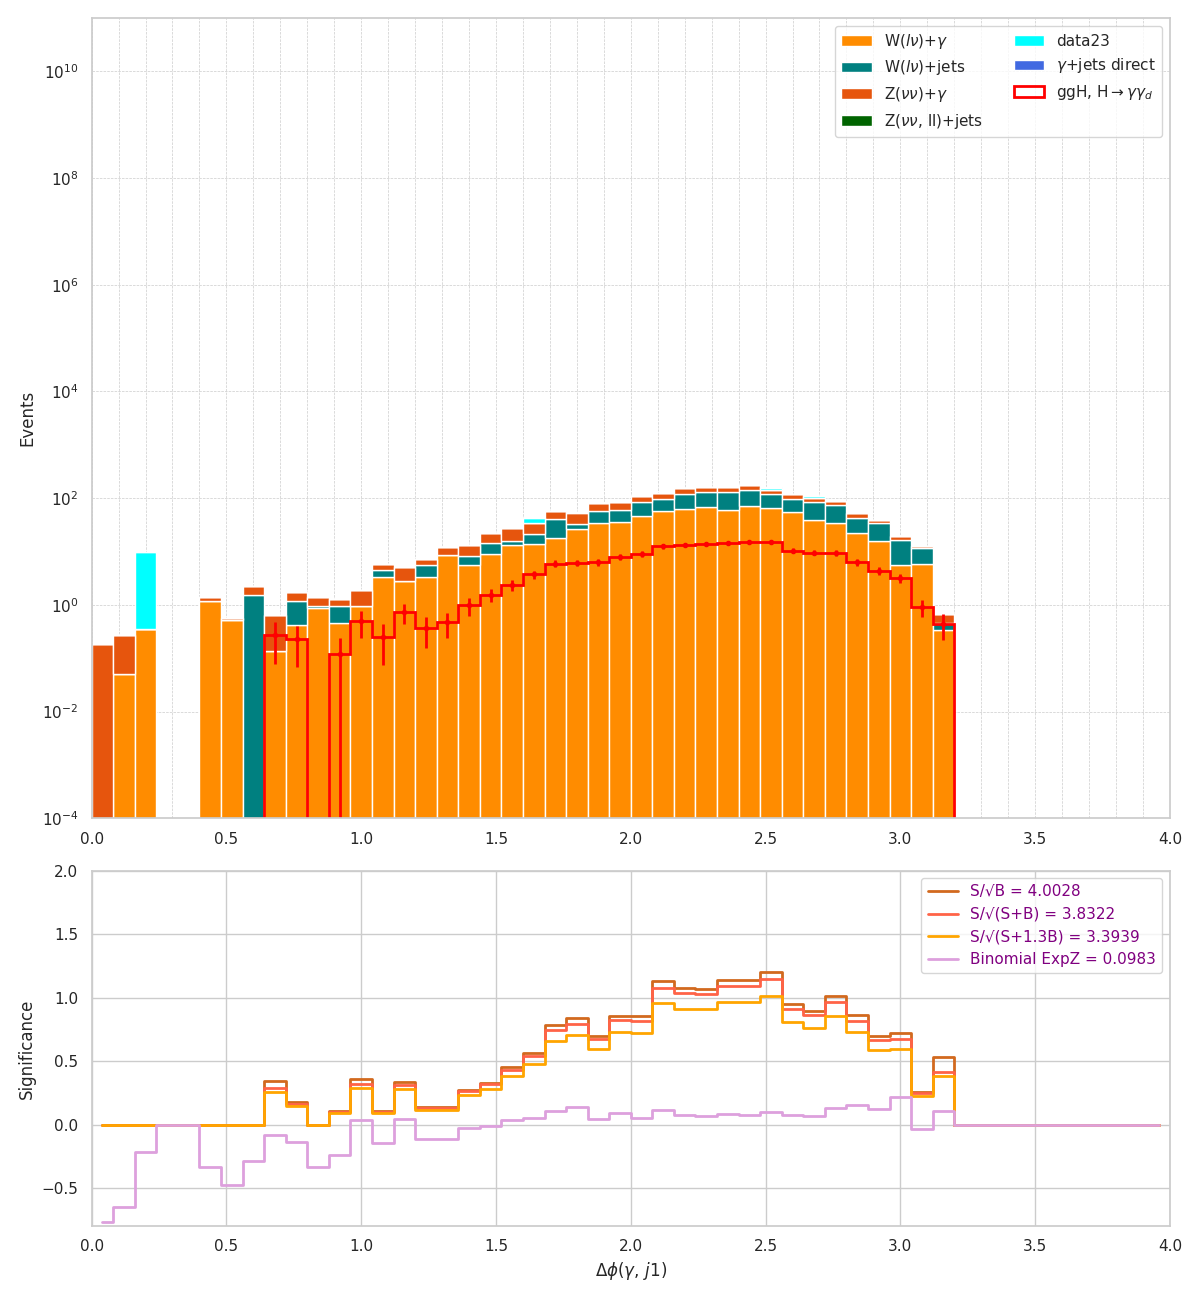 W(lν)+γ
W(lν)+jets
Z(νν)+γ
Z(νν, ll)+jets
data23
γ+jets direct
ggH, H→γγ_d
Events
10^10
10^8
10^6
10^4
10^2
10^0
10^−2
10^−4
0.0 0.5 1.0 1.5 2.0 2.5 3.0 3.5 4.0
S/√B = 4.0028
S/√(S+B) = 3.8322
S/√(S+1.3B) = 3.3939
Binomial ExpZ = 0.0983
Significance
2.0
1.5
1.0
0.5
0.0
−0.5
0.0 0.5 1.0 1.5 2.0 2.5 3.0 3.5 4.0
Δϕ(γ, j1)